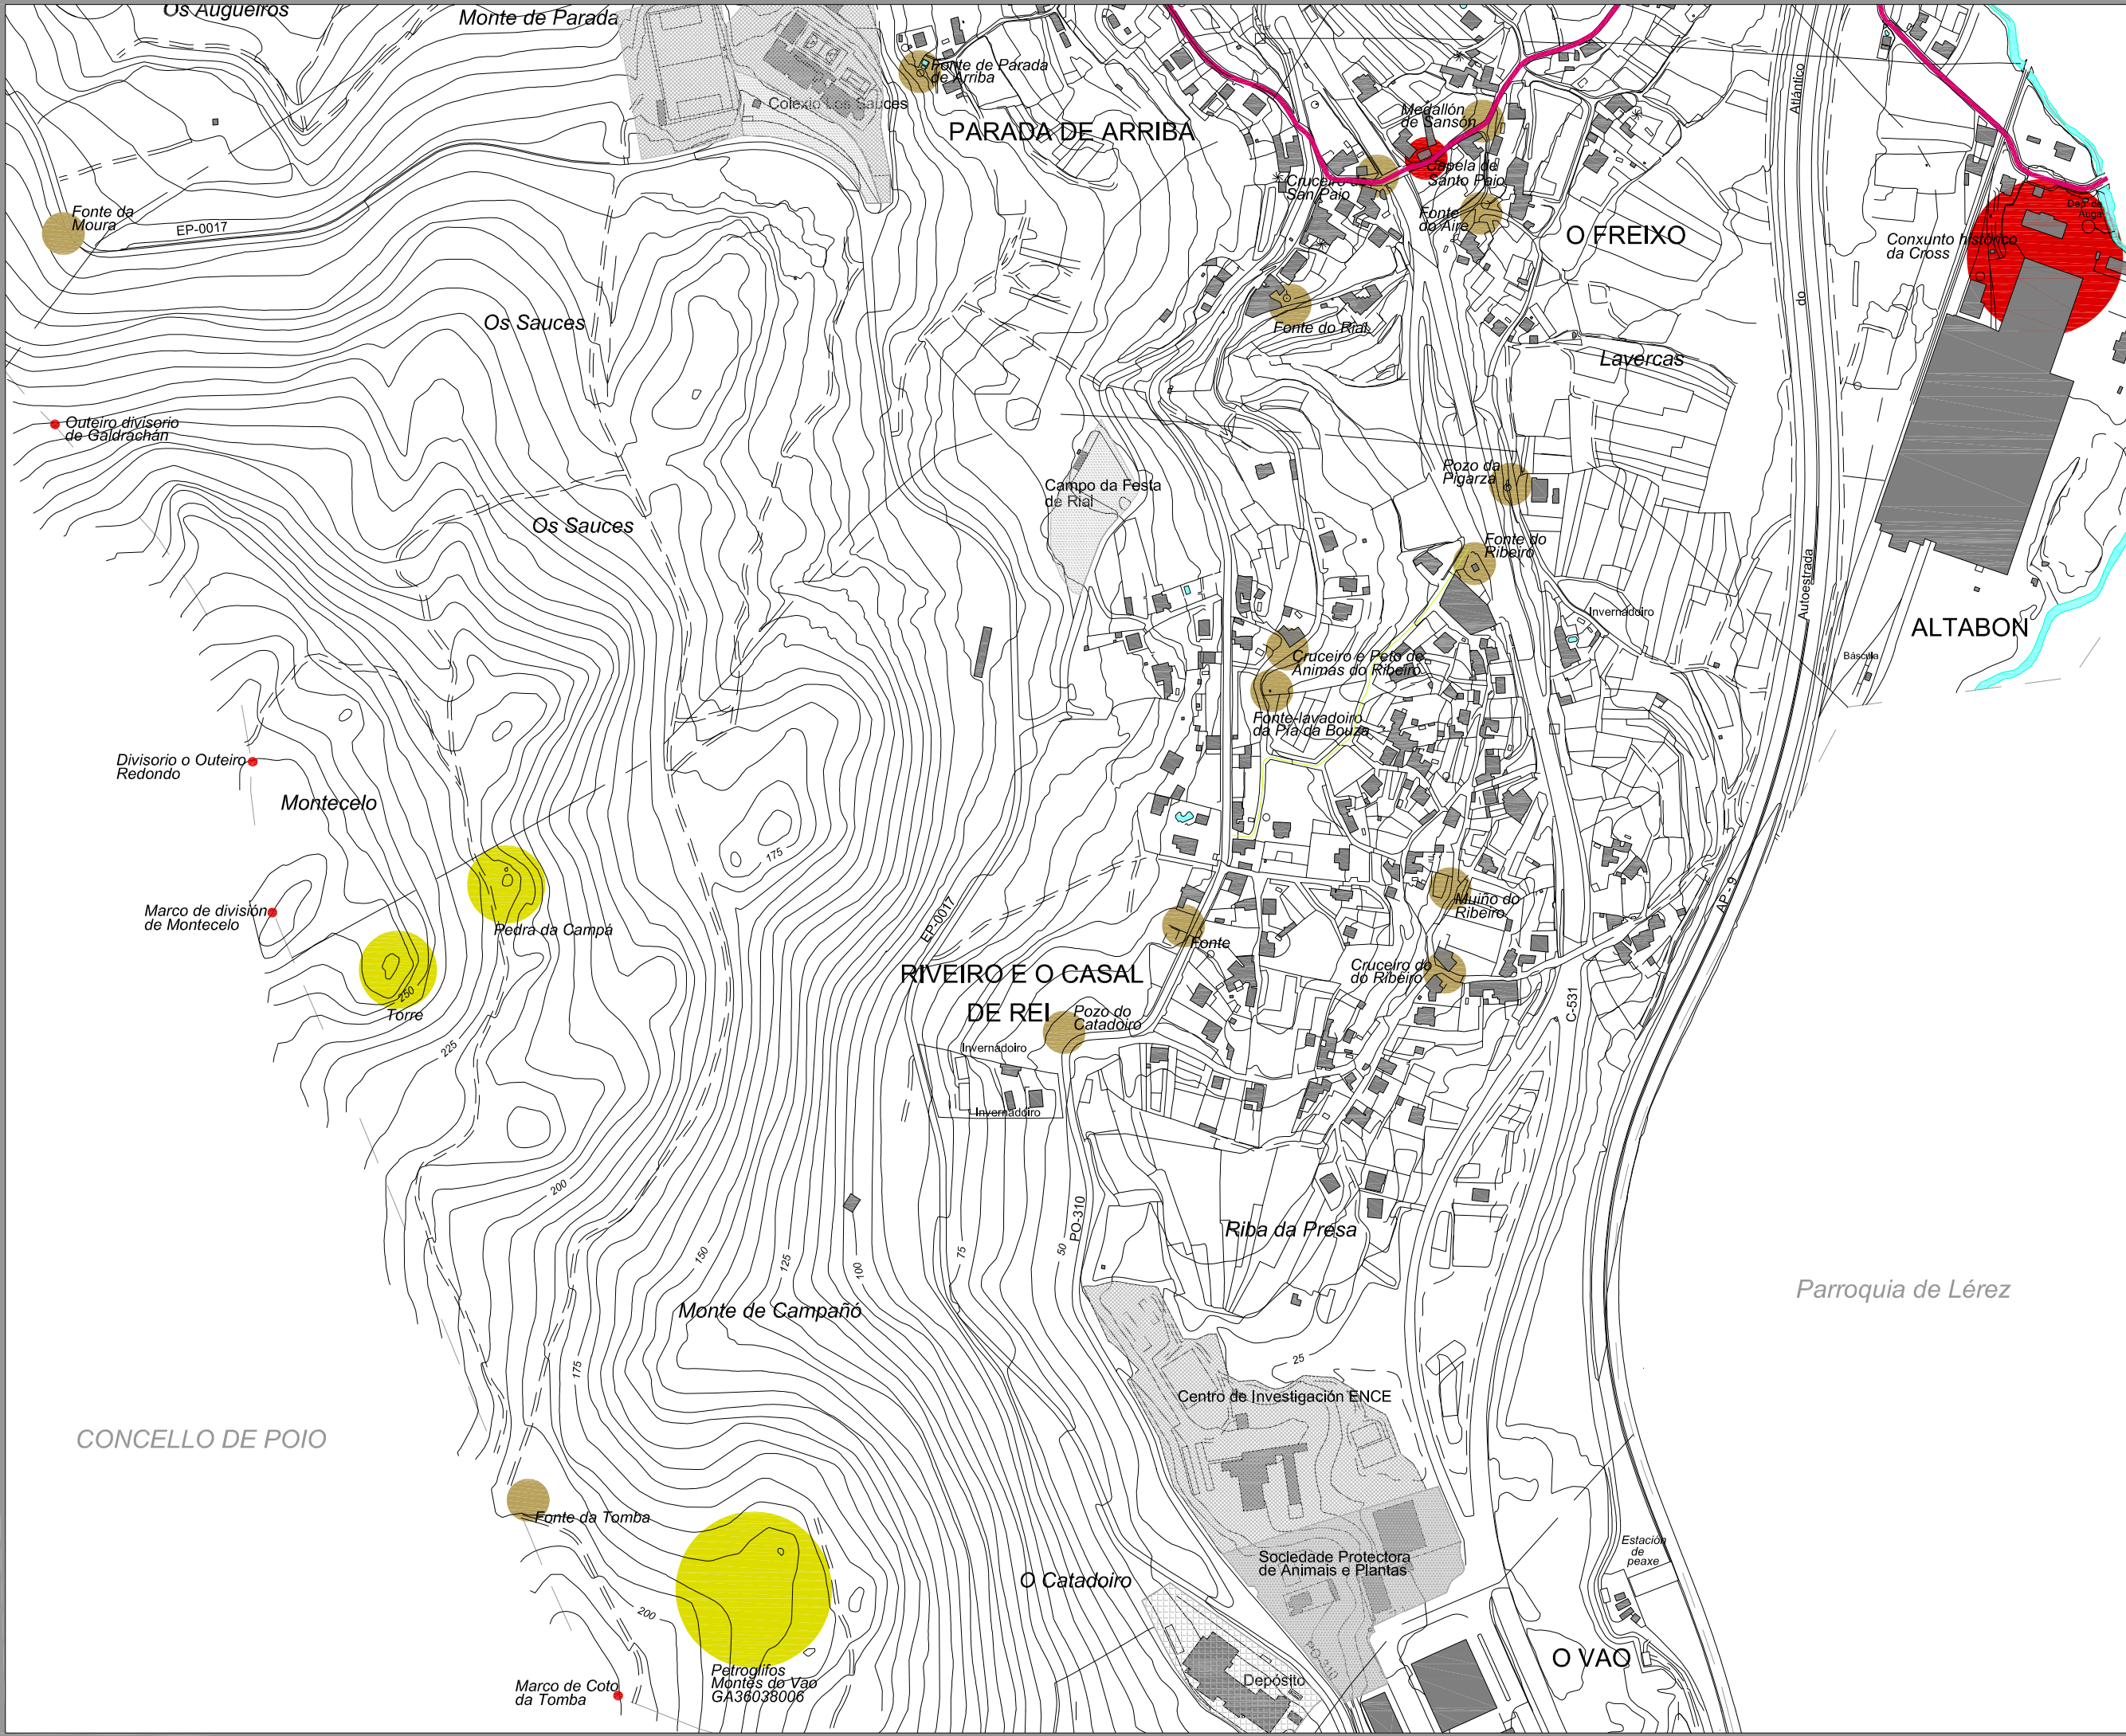 Os Augueiros
Monte de Parada
Fonte de Parada
de Arriba
Colexio Los Sauces
PARADA DE ARRIBA
Medallón
de Sansón
Capela de
Santo Paio
Cruceiro de
San Paio
Fonte
do Aire
O FREIXO
Atlántico
do
Autoestrada
Dep. de
Auga
Conxunto histórico
da Cross
Fonte da
Moura
EP-0017
Os Sauces
Fonte do Rial
Lavercas
Outeiro divisorio
de Galdrachán
Os Sauces
Campo da Festa
de Rial
Pozo da
Pigarza
Fonte do
Ribeiro
Invernadoiro
ALTABON
Báscula
Cruceiro e Peto de
Animas do Ribeiro
Fonte-lavadoiro
da Pía da Bouza
Divisorio o Outeiro
Redondo
Montecelo
175
Marco de división
de Montecelo
Pedra da Campá
250
Torre
225
EP-0017
Fonte
Muiño do
Ribeiro
AP - 9
RIVEIRO E O CASAL
DE REI
Cruceiro do
do Ribeiro
C-531
Pozo do
Catadoiro
Invernadoiro
Invernadoiro
200
150
125
100
75
50
PO-310
Riba da Presa
Monte de Campañó
Parroquia de Lérez
175
25
Centro de Investigación ENCE
CONCELLO DE POIO
Fonte da Tomba
Estación
de
peaxe
Sociedade Protectora
de Animais e Plantas
O Catadoiro
200
PO-310
O VAO
Petroglifos
Montes do Vao
GA36038006
Marco de Coto
da Tomba
Depósito